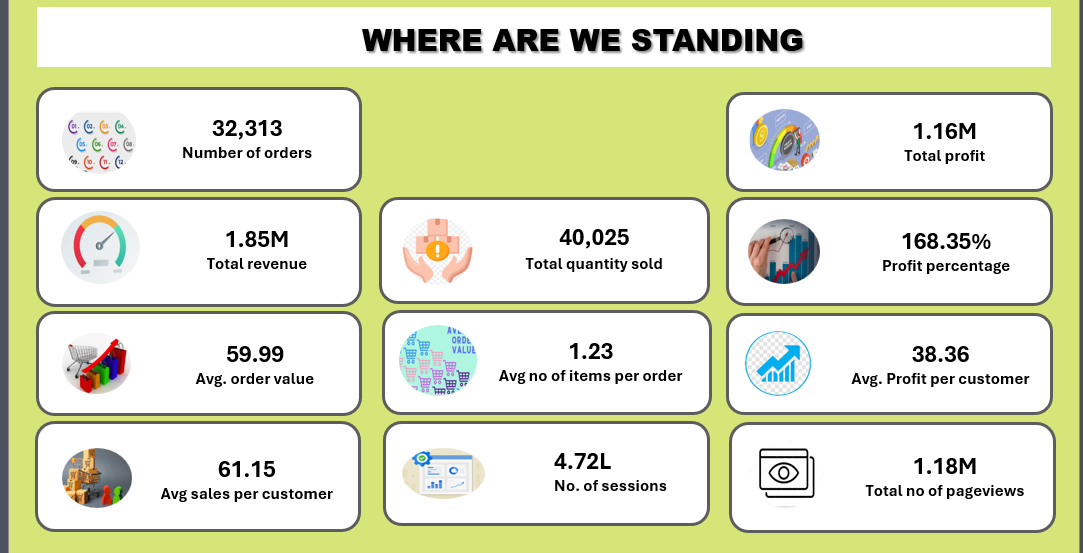 WHERE ARE WE STANDING
32,313
Number of orders
1.16M
Total profit
1.85M
Total revenue
40,025
Total quantity sold
168.35%
Profit percentage
59.99
Avg. order value
AVE
ORDE
VALUE
1.23
Avg no of items per order
38.36
Avg. Profit per customer
61.15
Avg sales per customer
4.72L
No. of sessions
1.18M
Total no of pageviews